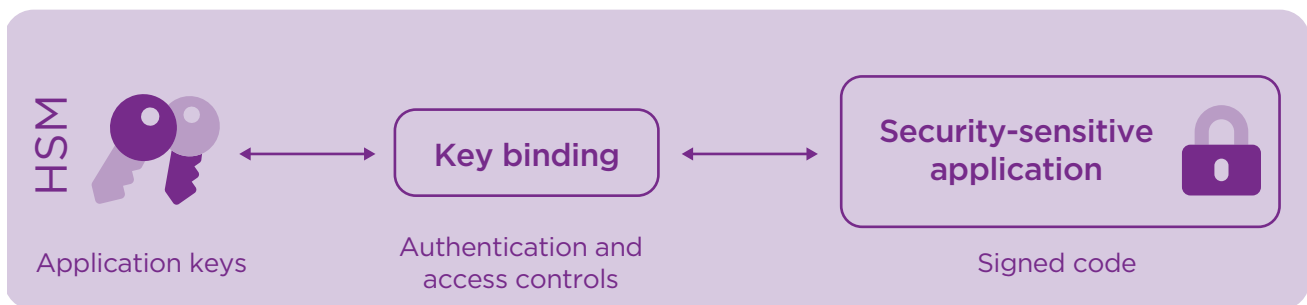 HSM
Application keys
Key binding
Authentication and
access controls
Security-sensitive
application
Signed code